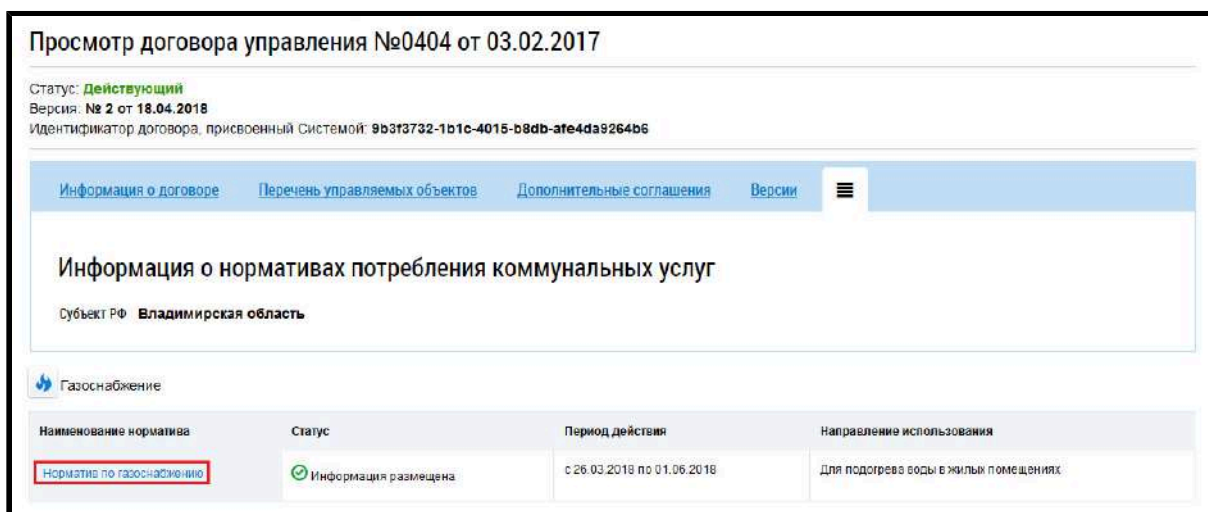 Просмотр договора управления №0404 от 03.02.2017
Статус: Действующий
Версия: № 2 от 18.04.2018
Идентификатор договора, присвоенный Системой: 9b3f3732-1b1c-4015-b8db-afe4da9264b6
Информация о договоре Перечень управляемых объектов Дополнительные соглашения Версии
Информация о нормативах потребления коммунальных услуг
Субъект РФ Владимирская область
Газоснабжение
Наименование норматива Статус Период действия Направление использования
Норматив по газоснабжению Информация размещена с 26.03.2018 по 01.06.2018 Для подогрева воды в жилых помещениях